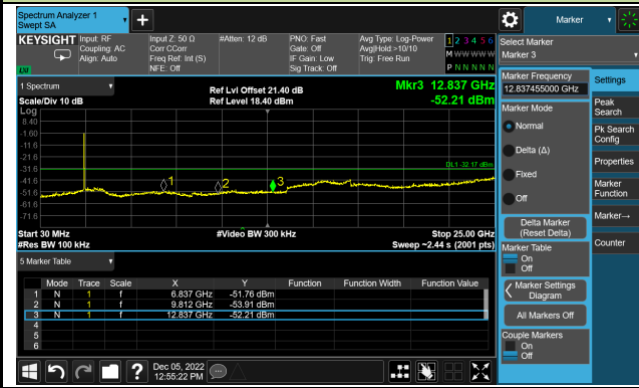 Spectrum Analyzer 1
Swept SA
Marker
KEYSIGHT
Input: RF
Coupling: AC
Align: Auto
Input Z: 50 Ω
Corr CCorr
Freq Ref: Int (S)
NFE: Off
#Atten: 12 dB
PNO: Fast
Gate: Off
IF Gain: Low
Sig Track: Off
Avg Type: Log-Power
Avg|Hold:>10/10
Trig: Free Run
1 2 3 4 5 6
M W W W W W
P N N N N N
Select Marker
Marker 3
1 Spectrum
Scale/Div 10 dB
Log
Ref Lvl Offset 21.40 dB
Ref Level 18.40 dBm
Mkr3 12.837 GHz
-52.21 dBm
8.40
-1.60
-11.6
-21.6
-31.6
-41.6
-51.6
-61.6
-71.6
DL1 -32.17 dBm
1
2
3
Start 30 MHz
#Res BW 100 kHz
#Video BW 300 kHz
Stop 25.00 GHz
Sweep ~2.44 s (2001 pts)
5 Marker Table
Mode Trace Scale X Y Function Function Width Function Value
1 N 1 f 6.837 GHz -51.76 dBm
2 N 1 f 9.812 GHz -53.91 dBm
3 N 1 f 12.837 GHz -52.21 dBm
4
5
6
Marker Frequency
12.837455000 GHz
Marker Mode
Normal
Delta (Δ)
Fixed
Off
Delta Marker
(Reset Delta)
Marker Table
On
Off
Marker Settings
Diagram
All Markers Off
Couple Markers
On
Off
Settings
Peak
Search
Pk Search
Config
Properties
Marker
Function
Marker→
Counter
Dec 05, 2022
12:55:22 PM